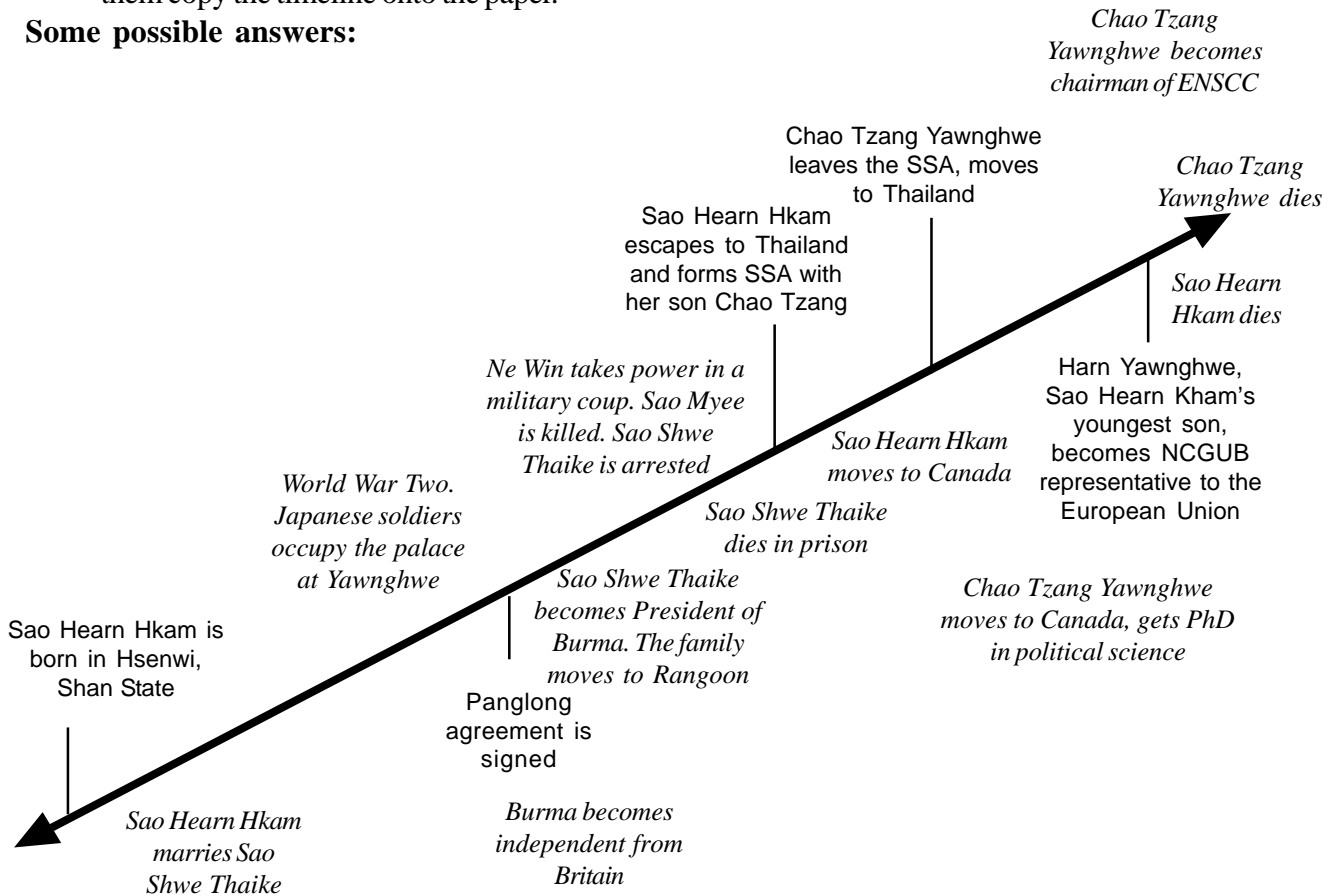 them copy the timeline onto the paper.
Some possible answers:
Chao Tzang
Yawnghwe becomes
chairman of ENSCC
Chao Tzang Yawnghwe
leaves the SSA, moves
to Thailand
Chao Tzang
Yawnghwe dies
Sao Hearn Hkam
escapes to Thailand
and forms SSA with
her son Chao Tzang
Sao Hearn
Hkam dies
Ne Win takes power in a
military coup. Sao Myee
is killed. Sao Shwe
Thaike is arrested
Harn Yawnghwe,
Sao Hearn Kham's
youngest son,
becomes NCGUB
representative to the
European Union
Sao Hearn Hkam
moves to Canada
World War Two.
Japanese soldiers
occupy the palace
at Yawnghwe
Sao Shwe Thaike
dies in prison
Sao Shwe Thaike
becomes President of
Burma. The family
moves to Rangoon
Chao Tzang Yawnghwe
moves to Canada, gets PhD
in political science
Sao Hearn Hkam is
born in Hsenwi,
Shan State
Panglong
agreement is
signed
Sao Hearn Hkam
marries Sao
Shwe Thaike
Burma becomes
independent from
Britain